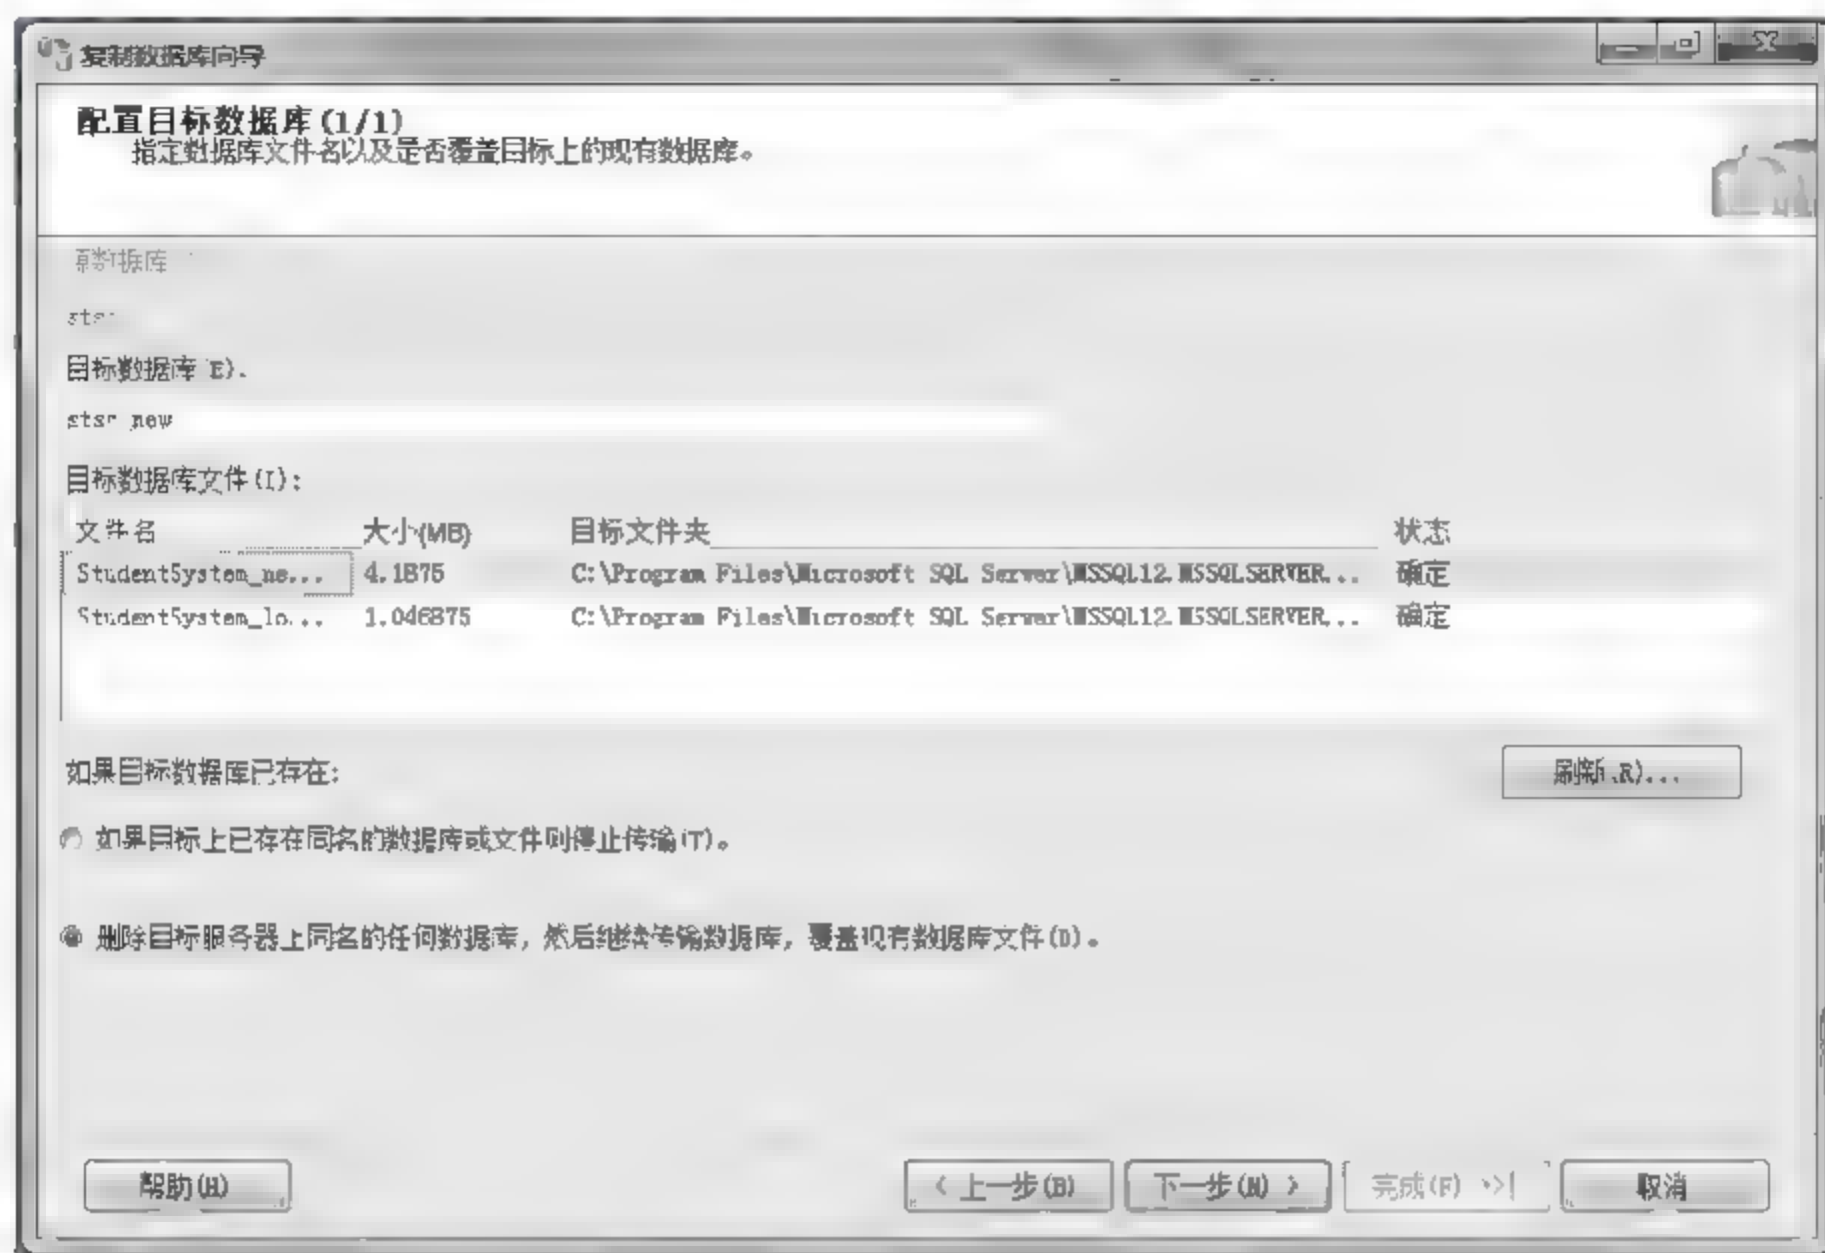 复制数据库向导
配置目标数据库(1/1)
指定数据库文件名以及是否覆盖目标上的现有数据库。
源数据库
目标数据库(E).
new
目标数据库文件(I):
文件名 大小(MB) 目标文件夹 状态
StudentSystem_ne... 4.1875 C:\Program Files\Microsoft SQL Server\MSSQL12.MSSQLSERVER... 确定
StudentSystem_lo... 1.046875 C:\Program Files\Microsoft SQL Server\MSSQL12.MSSQLSERVER... 确定
如果目标数据库已存在:
刷新(R)...
如果目标上已存在同名的数据库或文件则停止传输(T)。
删除目标服务器上同名的任何数据库,然后继续传输数据库,覆盖现有数据库文件(D)。
帮助(H) < 上一步(B) 下一步(N) > 完成(F) >>| 取消